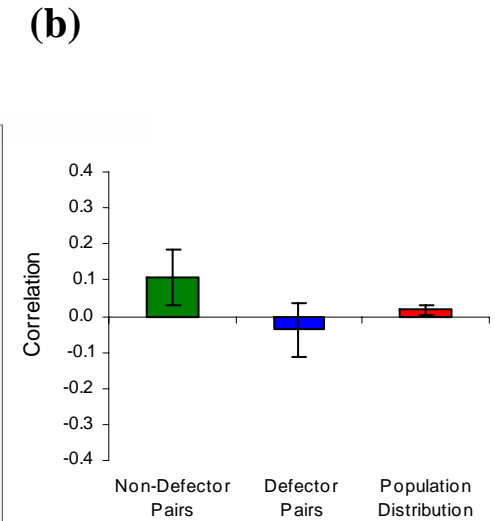 (b)
Correlation
0.4
0.3
0.2
0.1
0.0
-0.1
-0.2
-0.3
-0.4
Non-Defector
Pairs
Defector
Pairs
Population
Distribution